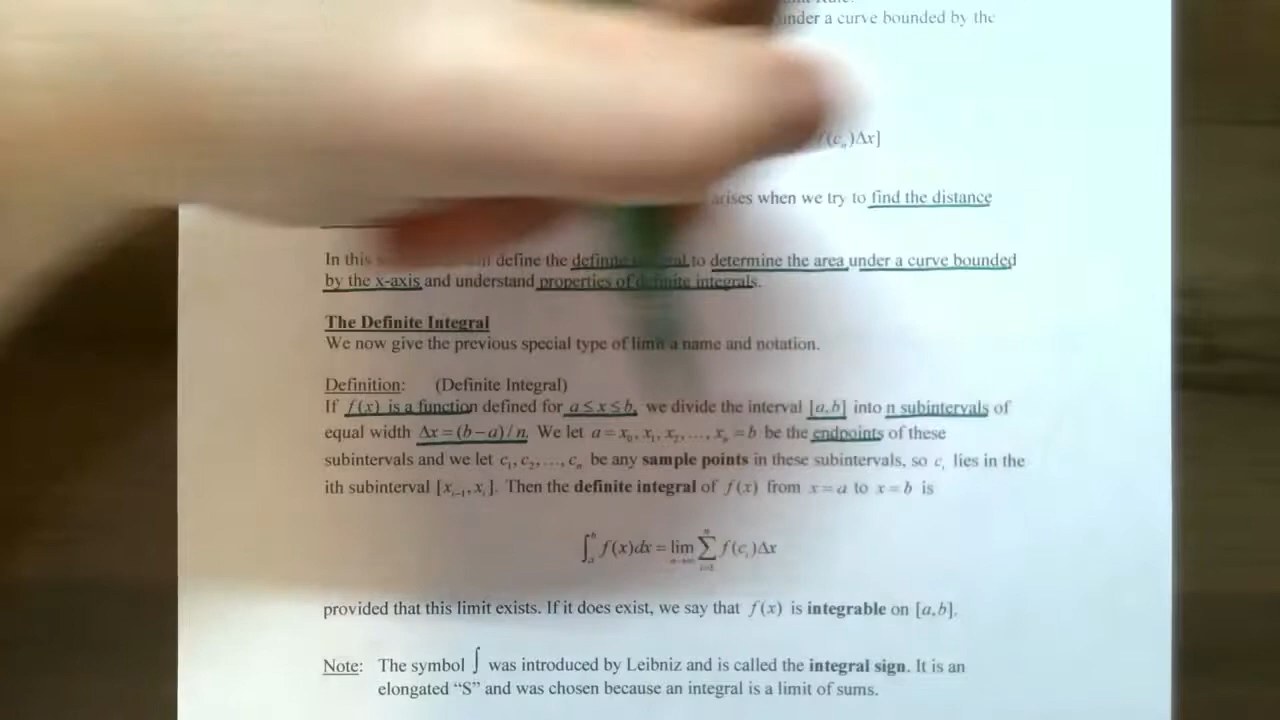 under a curve bounded by the
f(cₙ)Δx]
arises when we try to find the distance
In this define the definite to determine the area under a curve bounded
by the x-axis and understand properties of definite integrals.
The Definite Integral
We now give the previous special type of limit a name and notation.
Definition: (Definite Integral)
If f(x) is a function defined for a≤x≤b, we divide the interval [a,b] into n subintervals of
equal width Δx=(b−a)/n. We let a=x₀,x₁,x₂,…,xₙ=b be the endpoints of these
subintervals and we let c₁,c₂,…,cₙ be any sample points in these subintervals, so cᵢ lies in the
ith subinterval [xᵢ₋₁,xᵢ]. Then the definite integral of f(x) from x=a to x=b is
∫ₐᵇ f(x)dx = lim n→∞ ∑ i=1 n f(cᵢ)Δx
provided that this limit exists. If it does exist, we say that f(x) is integrable on [a,b].
Note: The symbol ∫ was introduced by Leibniz and is called the integral sign. It is an
elongated “S” and was chosen because an integral is a limit of sums.